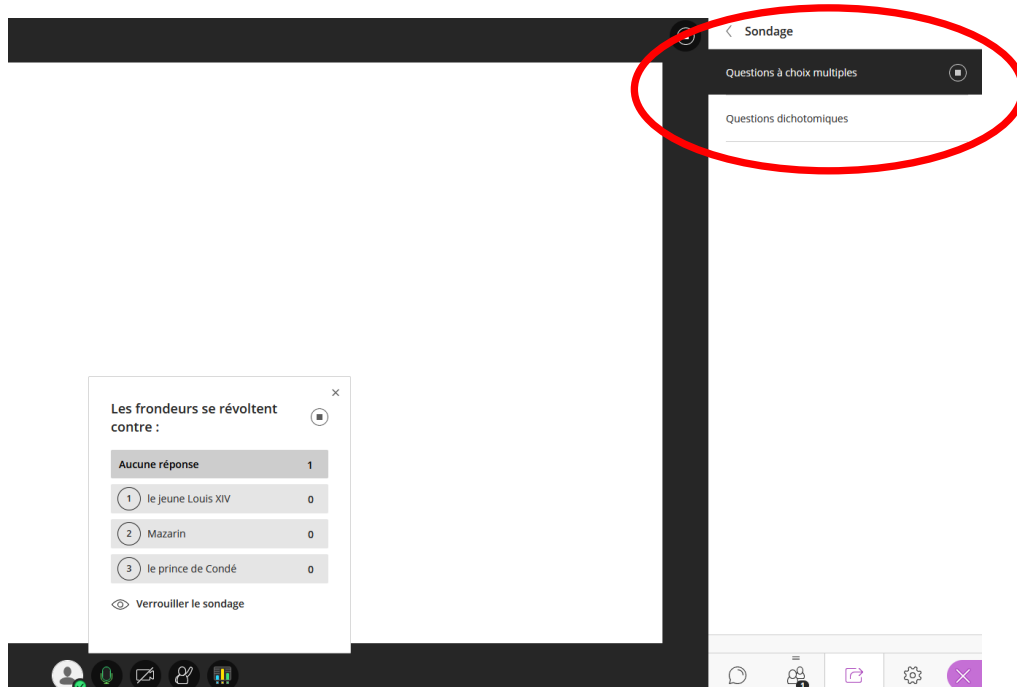 Sondage
Questions à choix multiples
Questions dichotomiques
Les frondeurs se révoltent
contre :
Aucune réponse 1
1 le jeune Louis XIV 0
2 Mazarin 0
3 le prince de Condé 0
Verrouiller le sondage
1